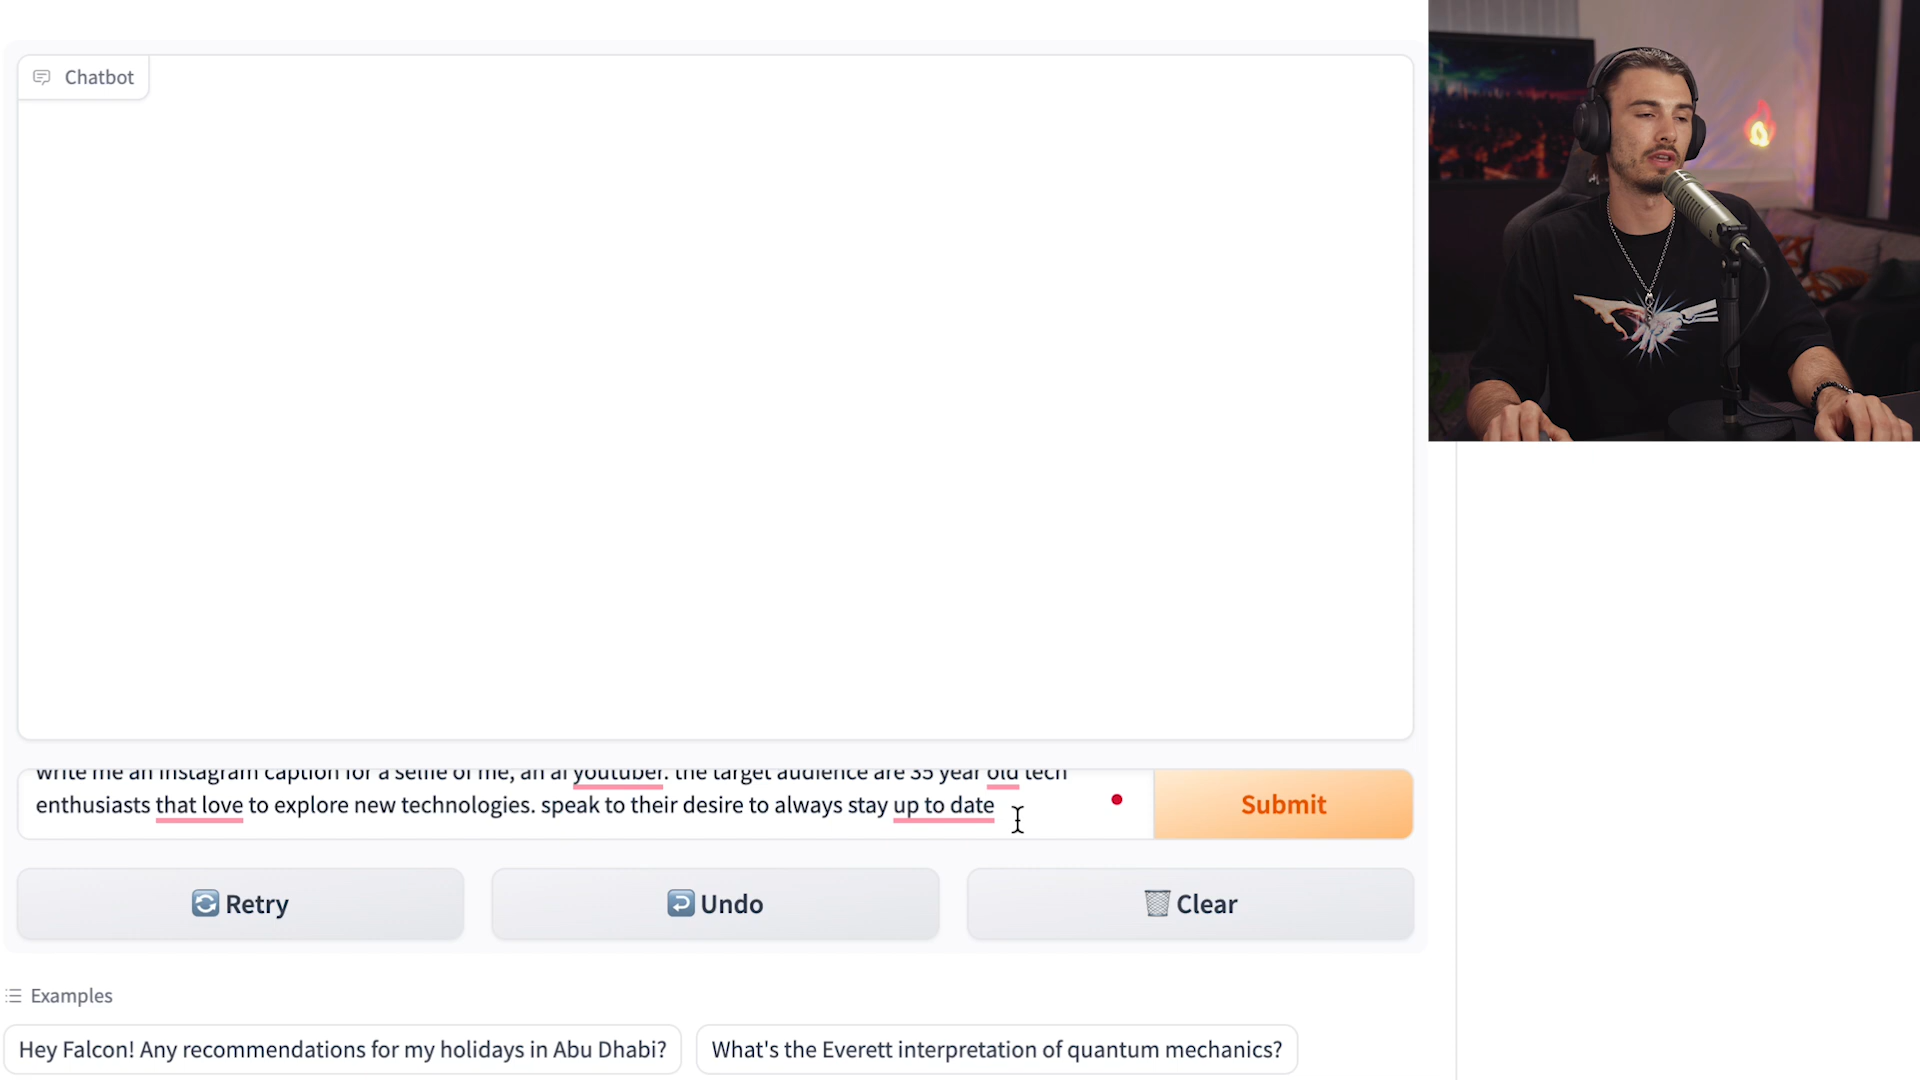 Chatbot
write me an instagram caption for a selfie of me, an ai youtuber. the target audience are 35 year old tech
enthusiasts that love to explore new technologies. speak to their desire to always stay up to date
Submit
Retry
Undo
Clear
Examples
Hey Falcon! Any recommendations for my holidays in Abu Dhabi?
What's the Everett interpretation of quantum mechanics?